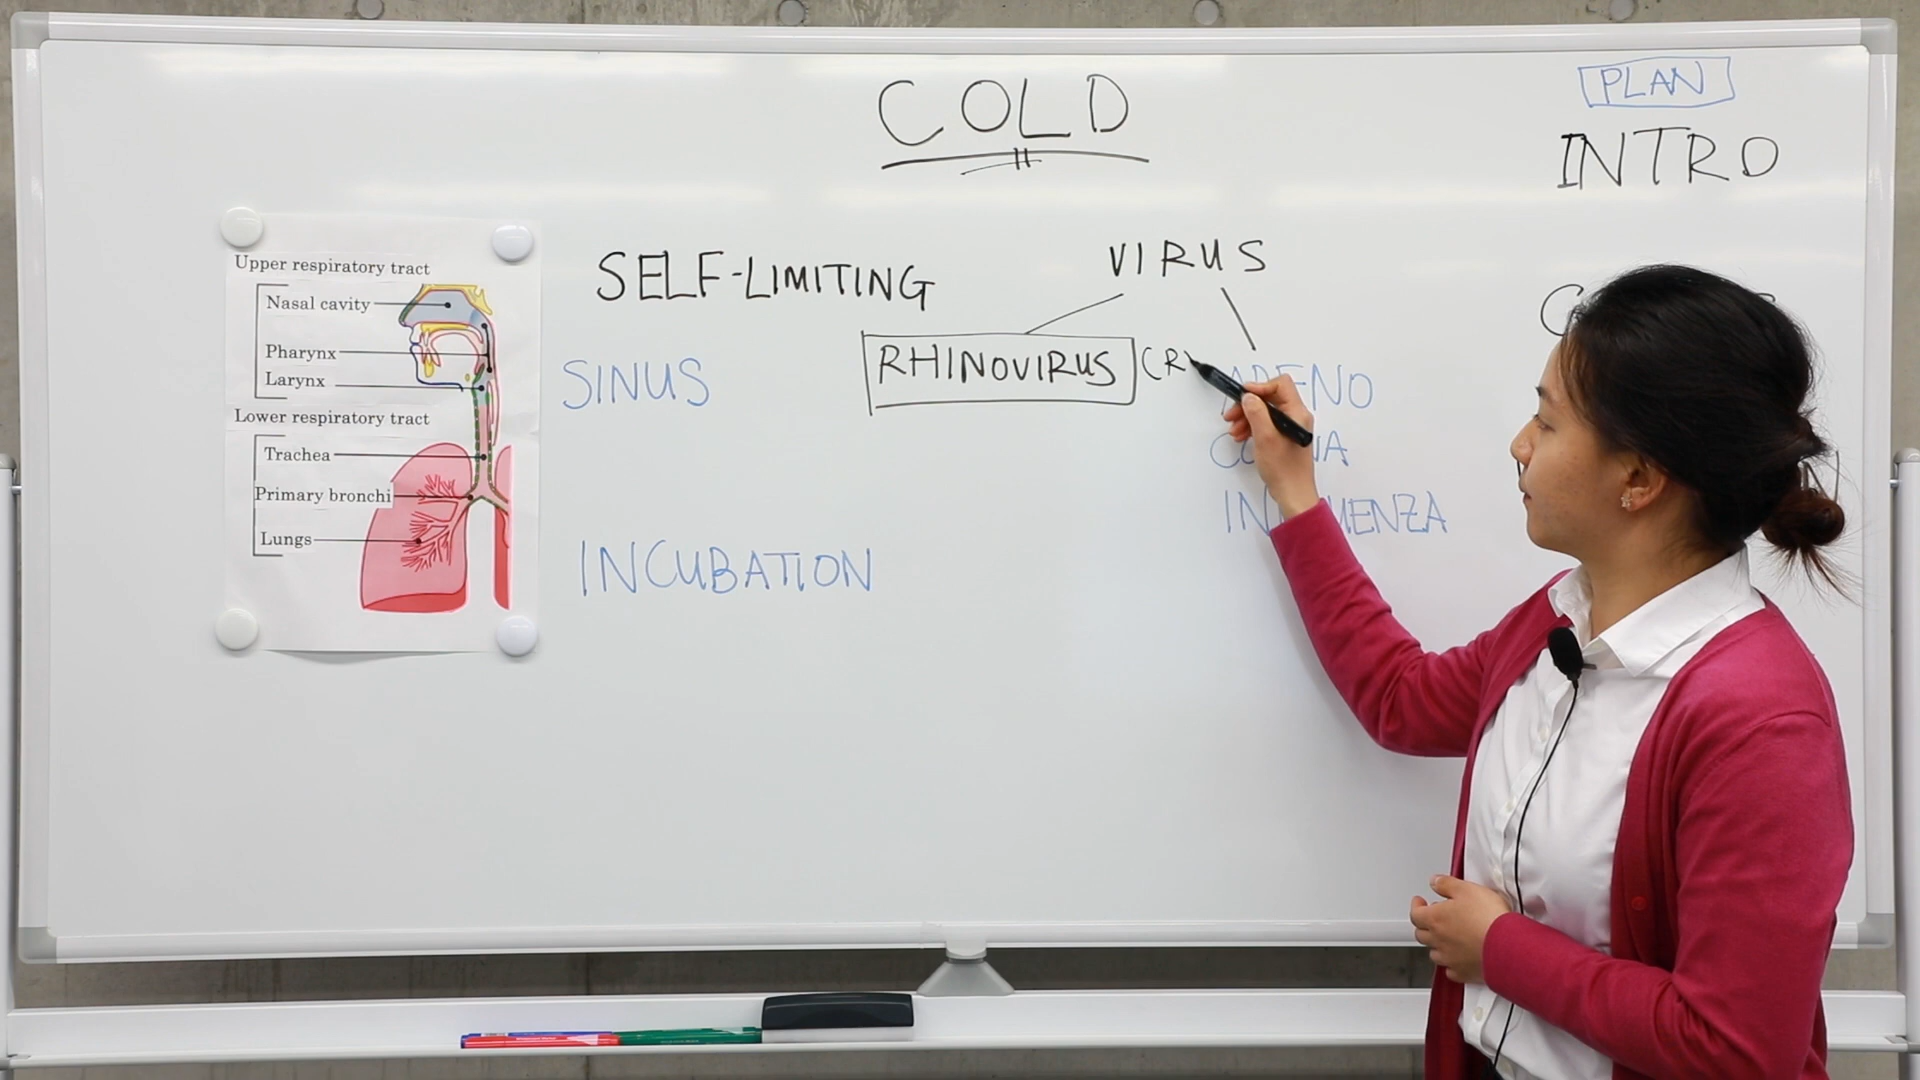 COLD
PLAN
INTRO
Upper respiratory tract
Nasal cavity
Pharynx
Larynx
Lower respiratory tract
Trachea
Primary bronchi
Lungs
SELF-LIMITING
SINUS
INCUBATION
VIRUS
RHINOVIRUS (R
ADENO